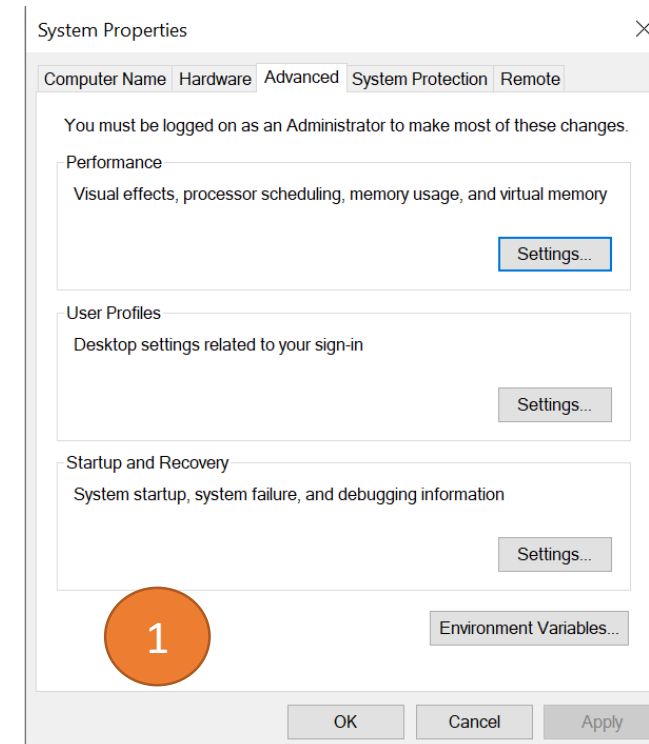 System Properties
Computer Name Hardware Advanced System Protection Remote
You must be logged on as an Administrator to make most of these changes.
Performance
Visual effects, processor scheduling, memory usage, and virtual memory
Settings...
User Profiles
Desktop settings related to your sign-in
Settings...
Startup and Recovery
System startup, system failure, and debugging information
Settings...
1
Environment Variables...
OK Cancel Apply